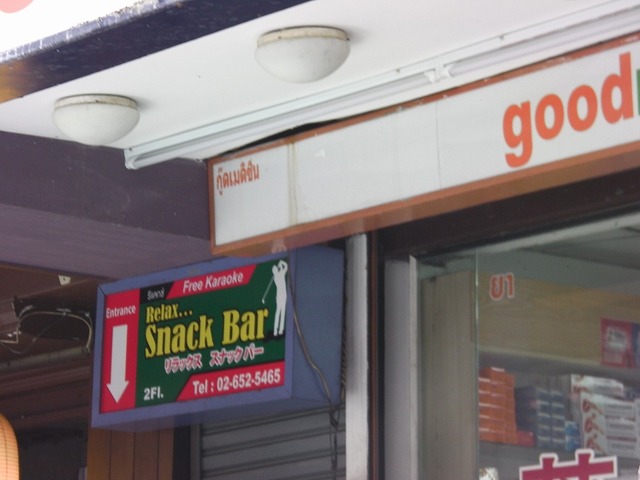 good
กู๊ดเมดิซีน
ยา
Free Karaoke
Entrance
Relax...
Snack Bar
リラックス スナックバー
2Fl.
Tel : 02-652-5465